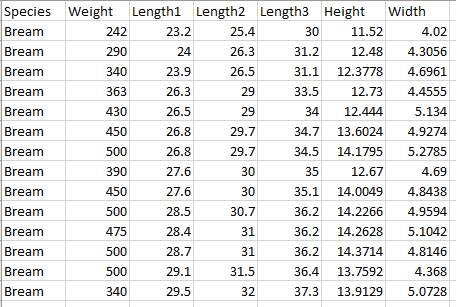 Species Weight Length1 Length2 Length3 Height Width
Bream 242 23.2 25.4 30 11.52 4.02
Bream 290 24 26.3 31.2 12.48 4.3056
Bream 340 23.9 26.5 31.1 12.3778 4.6961
Bream 363 26.3 29 33.5 12.73 4.4555
Bream 430 26.5 29 34 12.444 5.134
Bream 450 26.8 29.7 34.7 13.6024 4.9274
Bream 500 26.8 29.7 34.5 14.1795 5.2785
Bream 390 27.6 30 35 12.67 4.69
Bream 450 27.6 30 35.1 14.0049 4.8438
Bream 500 28.5 30.7 36.2 14.2266 4.9594
Bream 475 28.4 31 36.2 14.2628 5.1042
Bream 500 28.7 31 36.2 14.3714 4.8146
Bream 500 29.1 31.5 36.4 13.7592 4.368
Bream 340 29.5 32 37.3 13.9129 5.0728